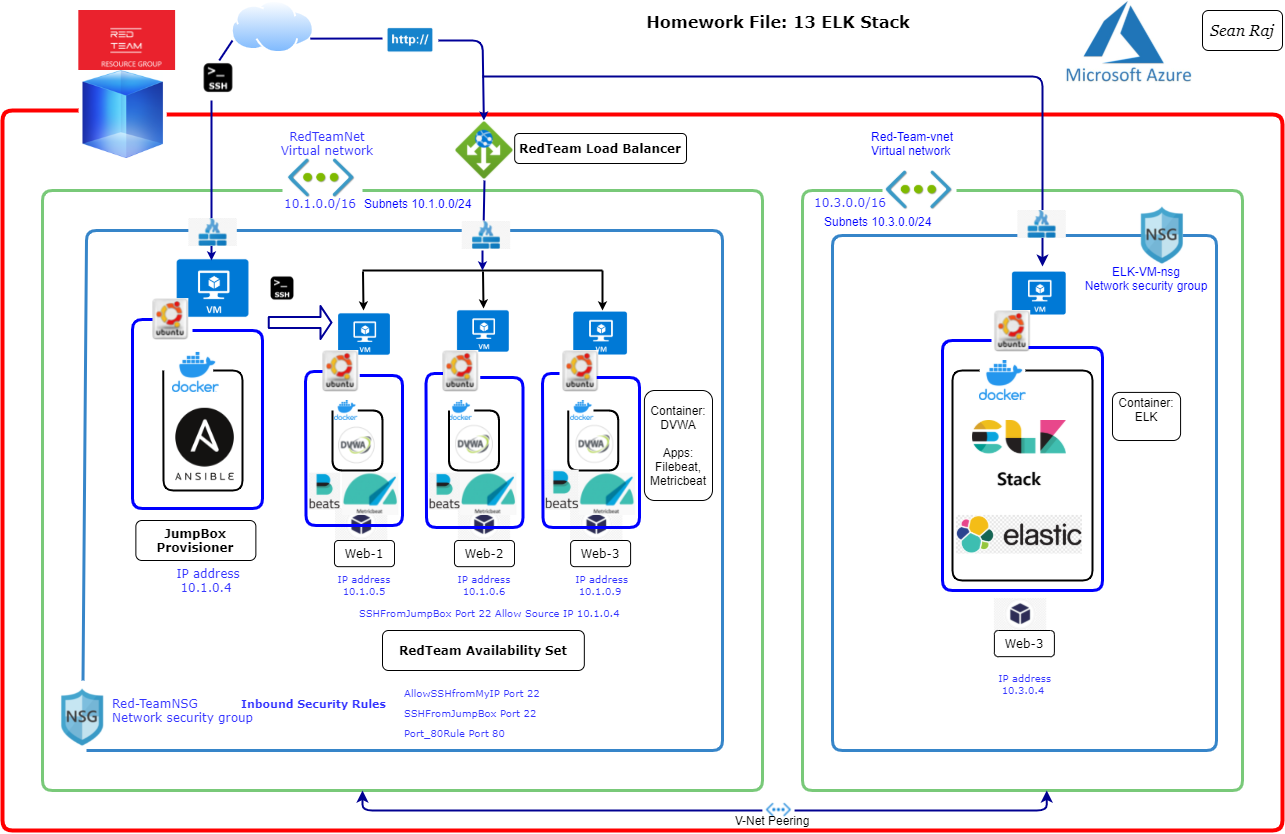 Homework File: 13 ELK Stack
Sean Raj
RED
TEAM
RESOURCE GROUP
http://
>_
SSH
Microsoft Azure
RedTeamNet
Virtual network
10.1.0.0/16
Subnets 10.1.0.0/24
RedTeam Load Balancer
Red-Team-vnet
Virtual network
10.3.0.0/16
Subnets 10.3.0.0/24
NSG
ELK-VM-nsg
Network security group
VM
>_
SSH
VM
VM
VM
VM
ubuntu
ubuntu
ubuntu
ubuntu
ubuntu
docker
ANSIBLE
docker
DVWA
beats
Metricbeat
docker
DVWA
beats
Metricbeat
docker
DVWA
beats
Metricbeat
Container:
DVWA
Apps:
Filebeat,
Metricbeat
docker
ELK
Stack
elastic
Container:
ELK
JumpBox
Provisioner
IP address
10.1.0.4
Web-1
IP address
10.1.0.5
Web-2
IP address
10.1.0.6
Web-3
IP address
10.1.0.9
SSHFromJumpBox Port 22 Allow Source IP 10.1.0.4
RedTeam Availability Set
Web-3
IP address
10.3.0.4
NSG
Red-TeamNSG
Network security group
Inbound Security Rules
AllowSSHfromMyIP Port 22
SSHFromJumpBox Port 22
Port_80Rule Port 80
V-Net Peering